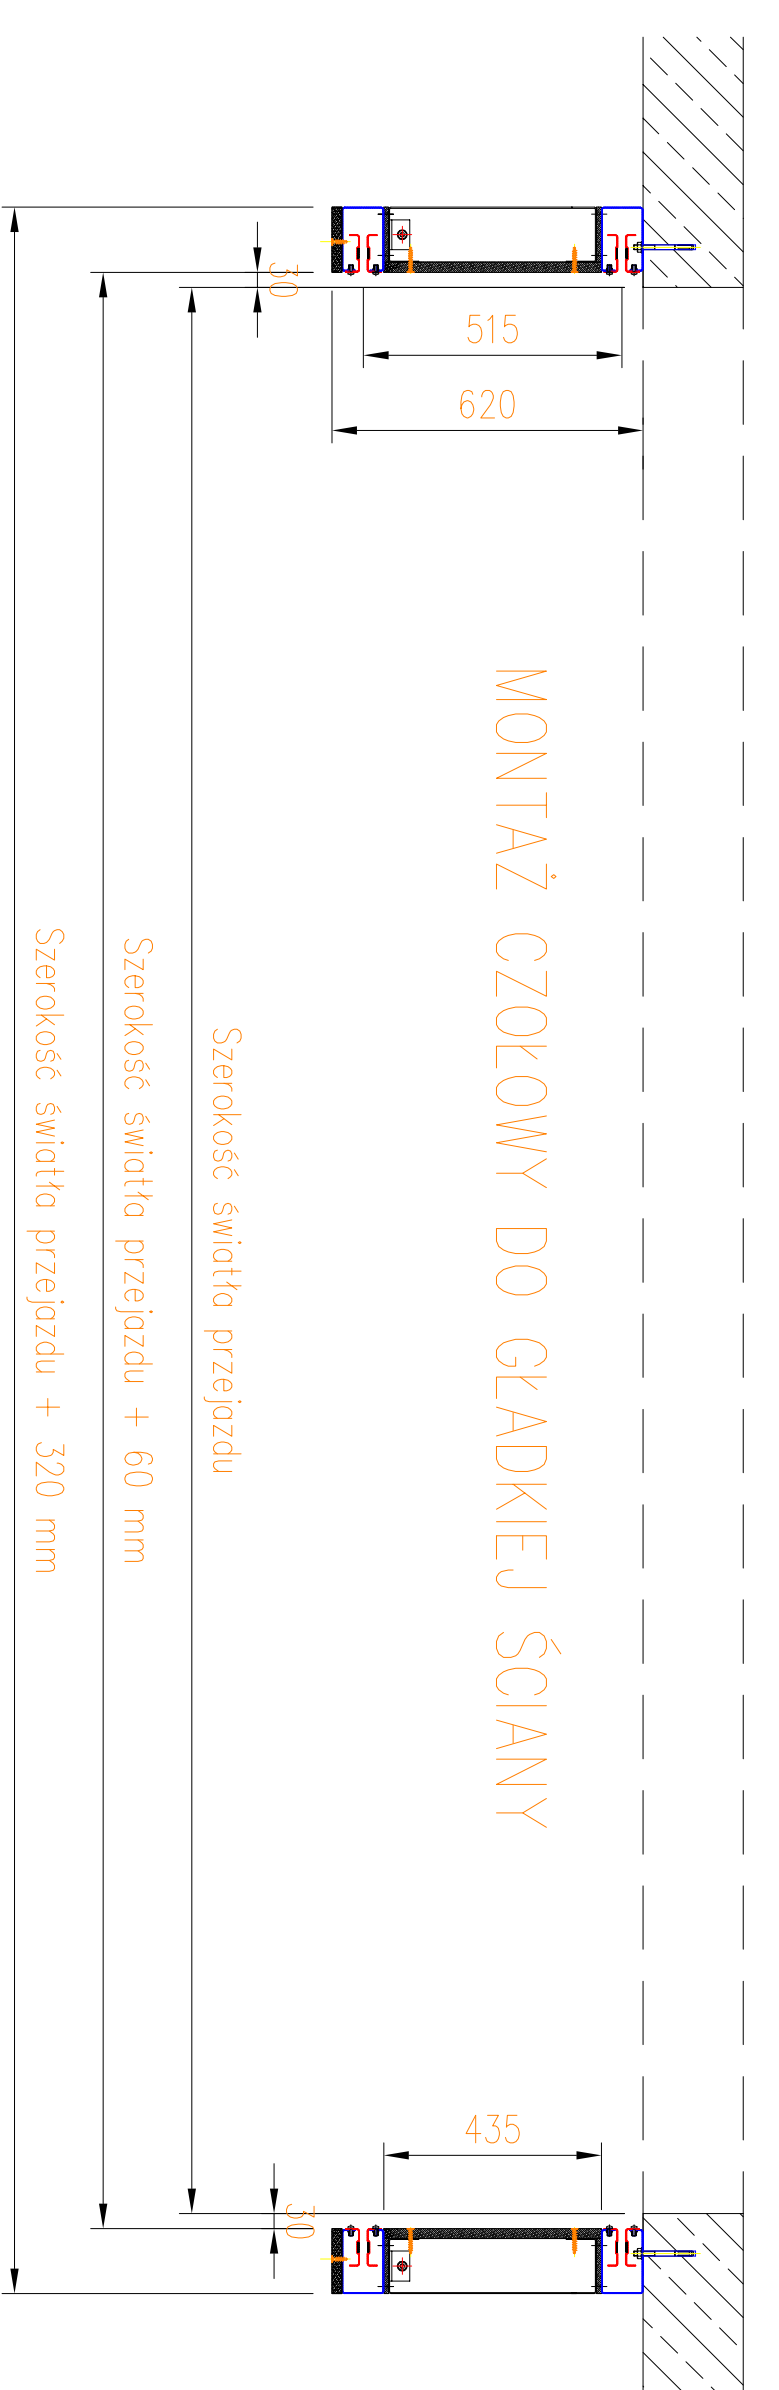 30
515
620
MONTAŻ CZOŁOWY DO GŁADKIEJ ŚCIANY
Szerokość światła przejazdu
Szerokość światła przejazdu + 60 mm
Szerokość światła przejazdu + 320 mm
435
30